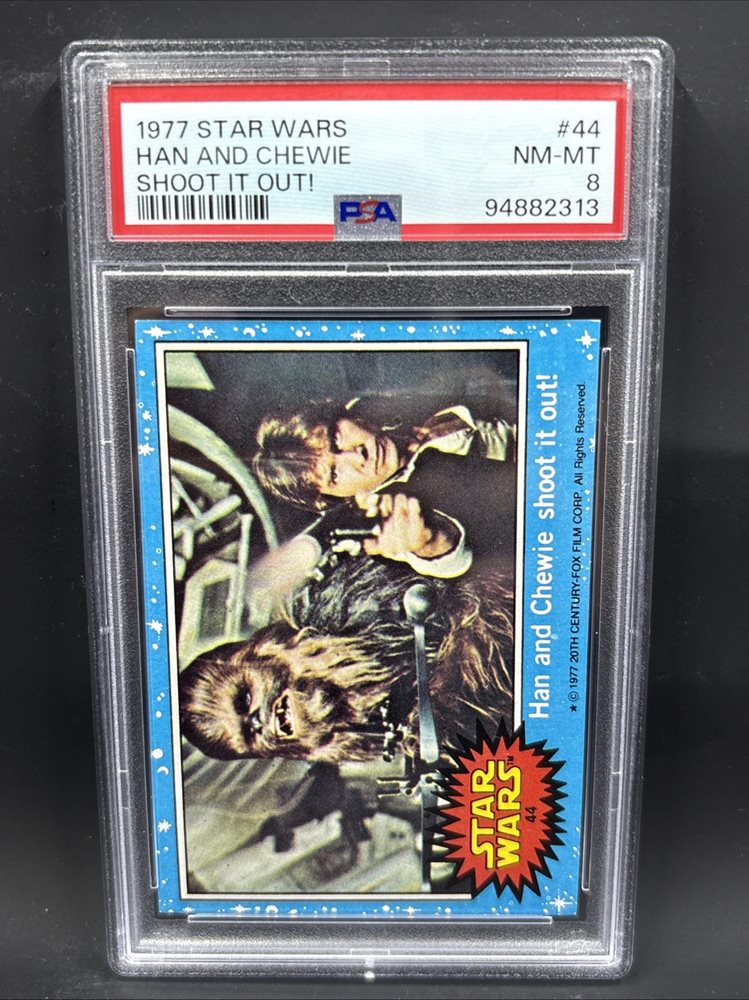 1977 STAR WARS #44
HAN AND CHEWIE NM-MT
SHOOT IT OUT! 8
PSA 94882313
Han and Chewie shoot it out!
★ © 1977 20TH CENTURY-FOX FILM CORP. All Rights Reserved.
STAR
WARS™
44